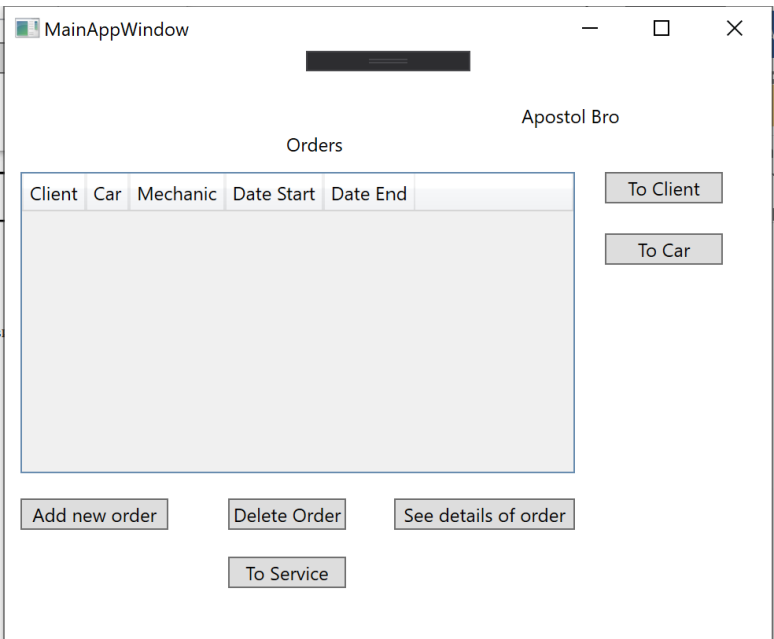 MainAppWindow
Apostol Bro
Orders
Client Car Mechanic Date Start Date End
To Client
To Car
Add new order Delete Order See details of order
To Service